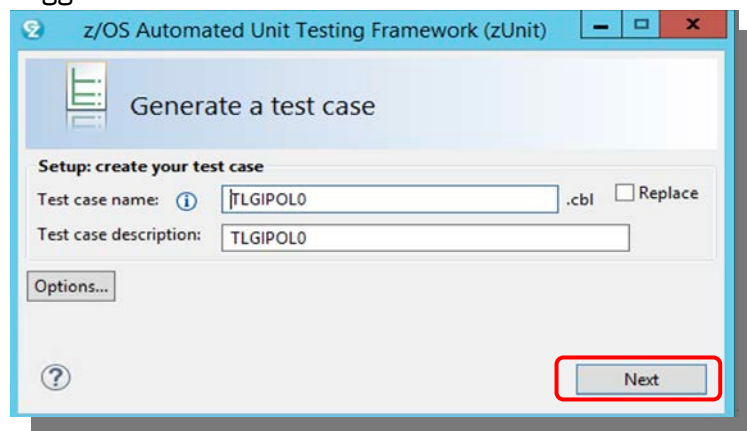 z/OS Automated Unit Testing Framework (zUnit)
Generate a test case
Setup: create your test case
Test case name: TLGIPOL0 .cbl Replace
Test case description: TLGIPOL0
Options...
? Next